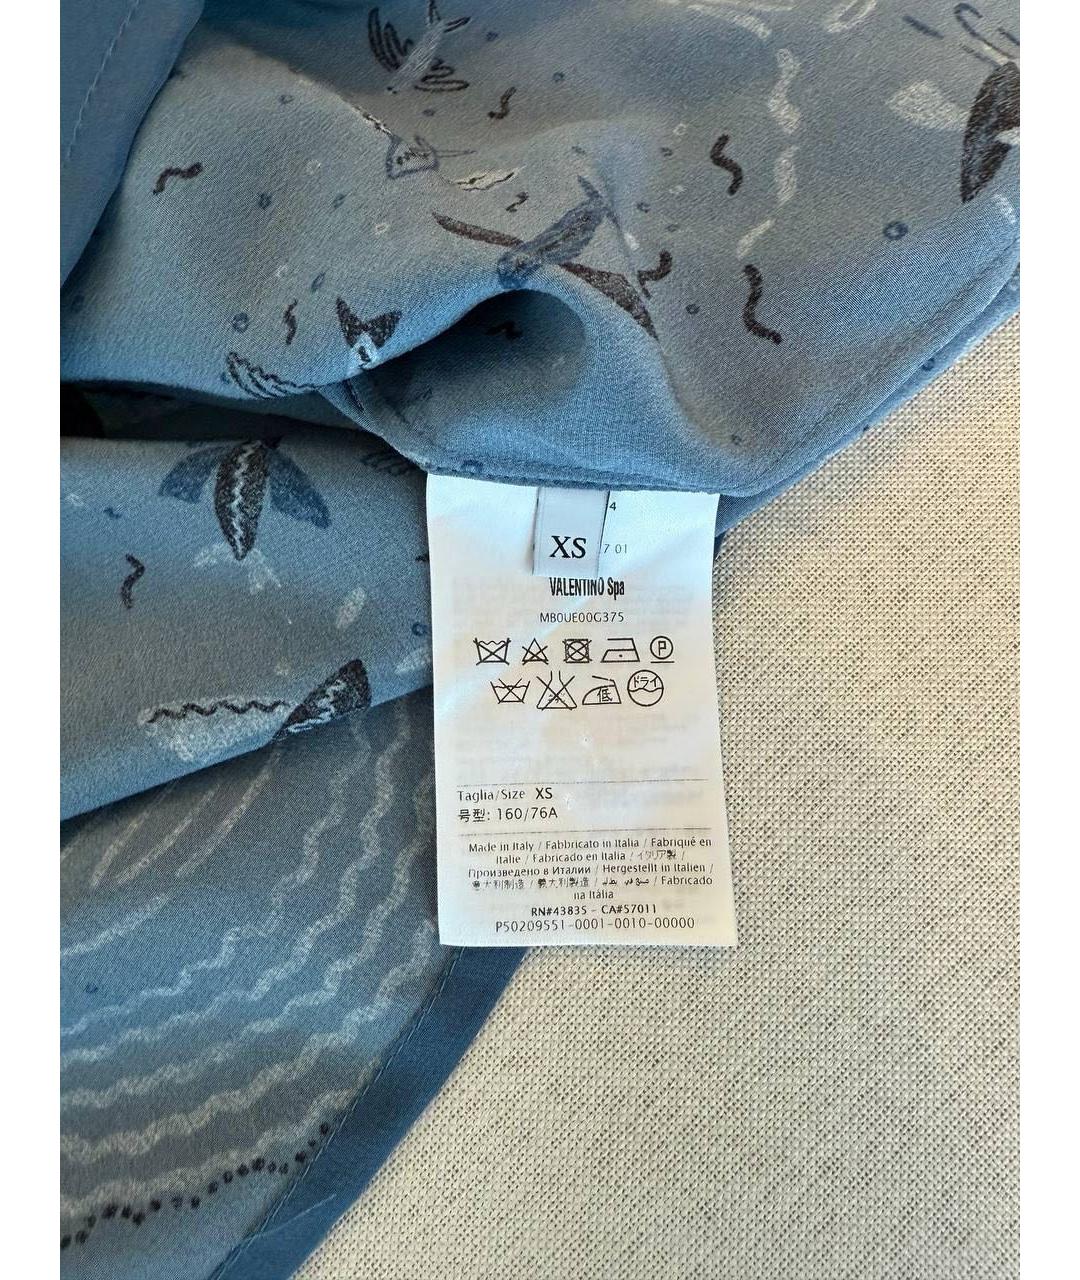 4
XS
7 01
VALENTINO Spa
MB0UE00G375
P
低 ドライ
Taglia/Size XS
号型: 160/76A
Made in Italy / Fabbricato in Italia / Fabriqué en
Italie / Fabricado en Italia / イタリア製 /
Произведено в Италии / Hergestellt in Italien /
意大利制造 / 義大利製造 / / Fabricado
na Itália
RN#43835 - CA#57011
P50209551-0001-0010-00000